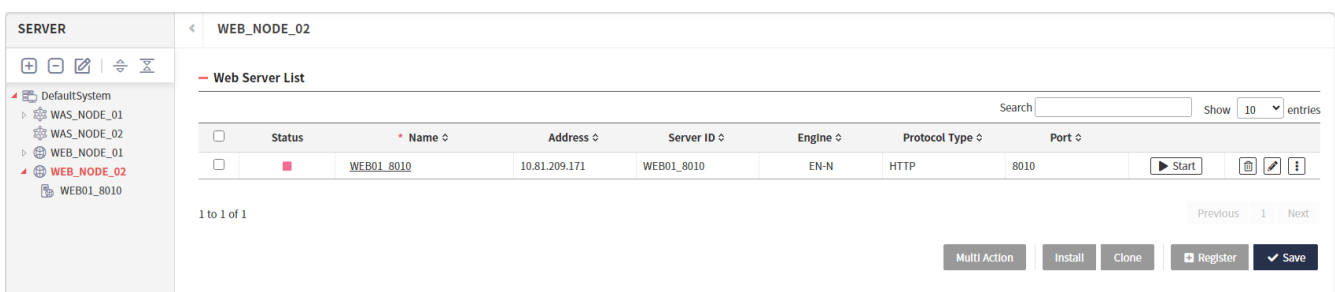 SERVER
WEB_NODE_02
DefaultSystem
WAS_NODE_01
WAS_NODE_02
WEB_NODE_01
WEB_NODE_02
WEB01_8010
Web Server List
Search Show 10 entries
Status * Name Address Server ID Engine Protocol Type Port
WEB01_8010 10.81.209.171 WEB01_8010 EN-N HTTP 8010 Start
1 to 1 of 1
Previous 1 Next
Multi Action Install Clone Register Save